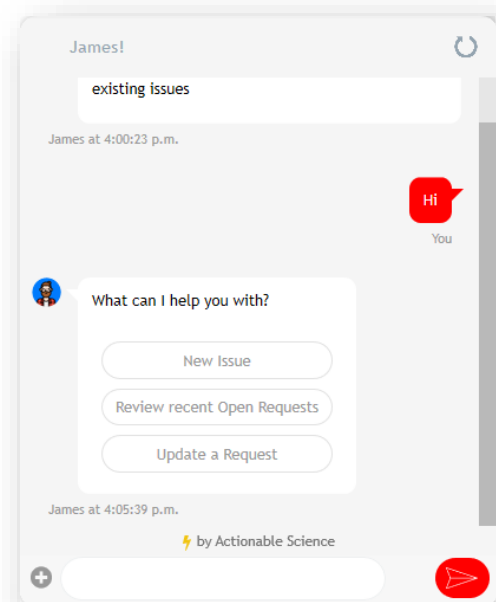 James!
existing issues
James at 4:00:23 p.m.
Hi
You
What can I help you with?
New Issue
Review recent Open Requests
Update a Request
James at 4:05:39 p.m.
by Actionable Science